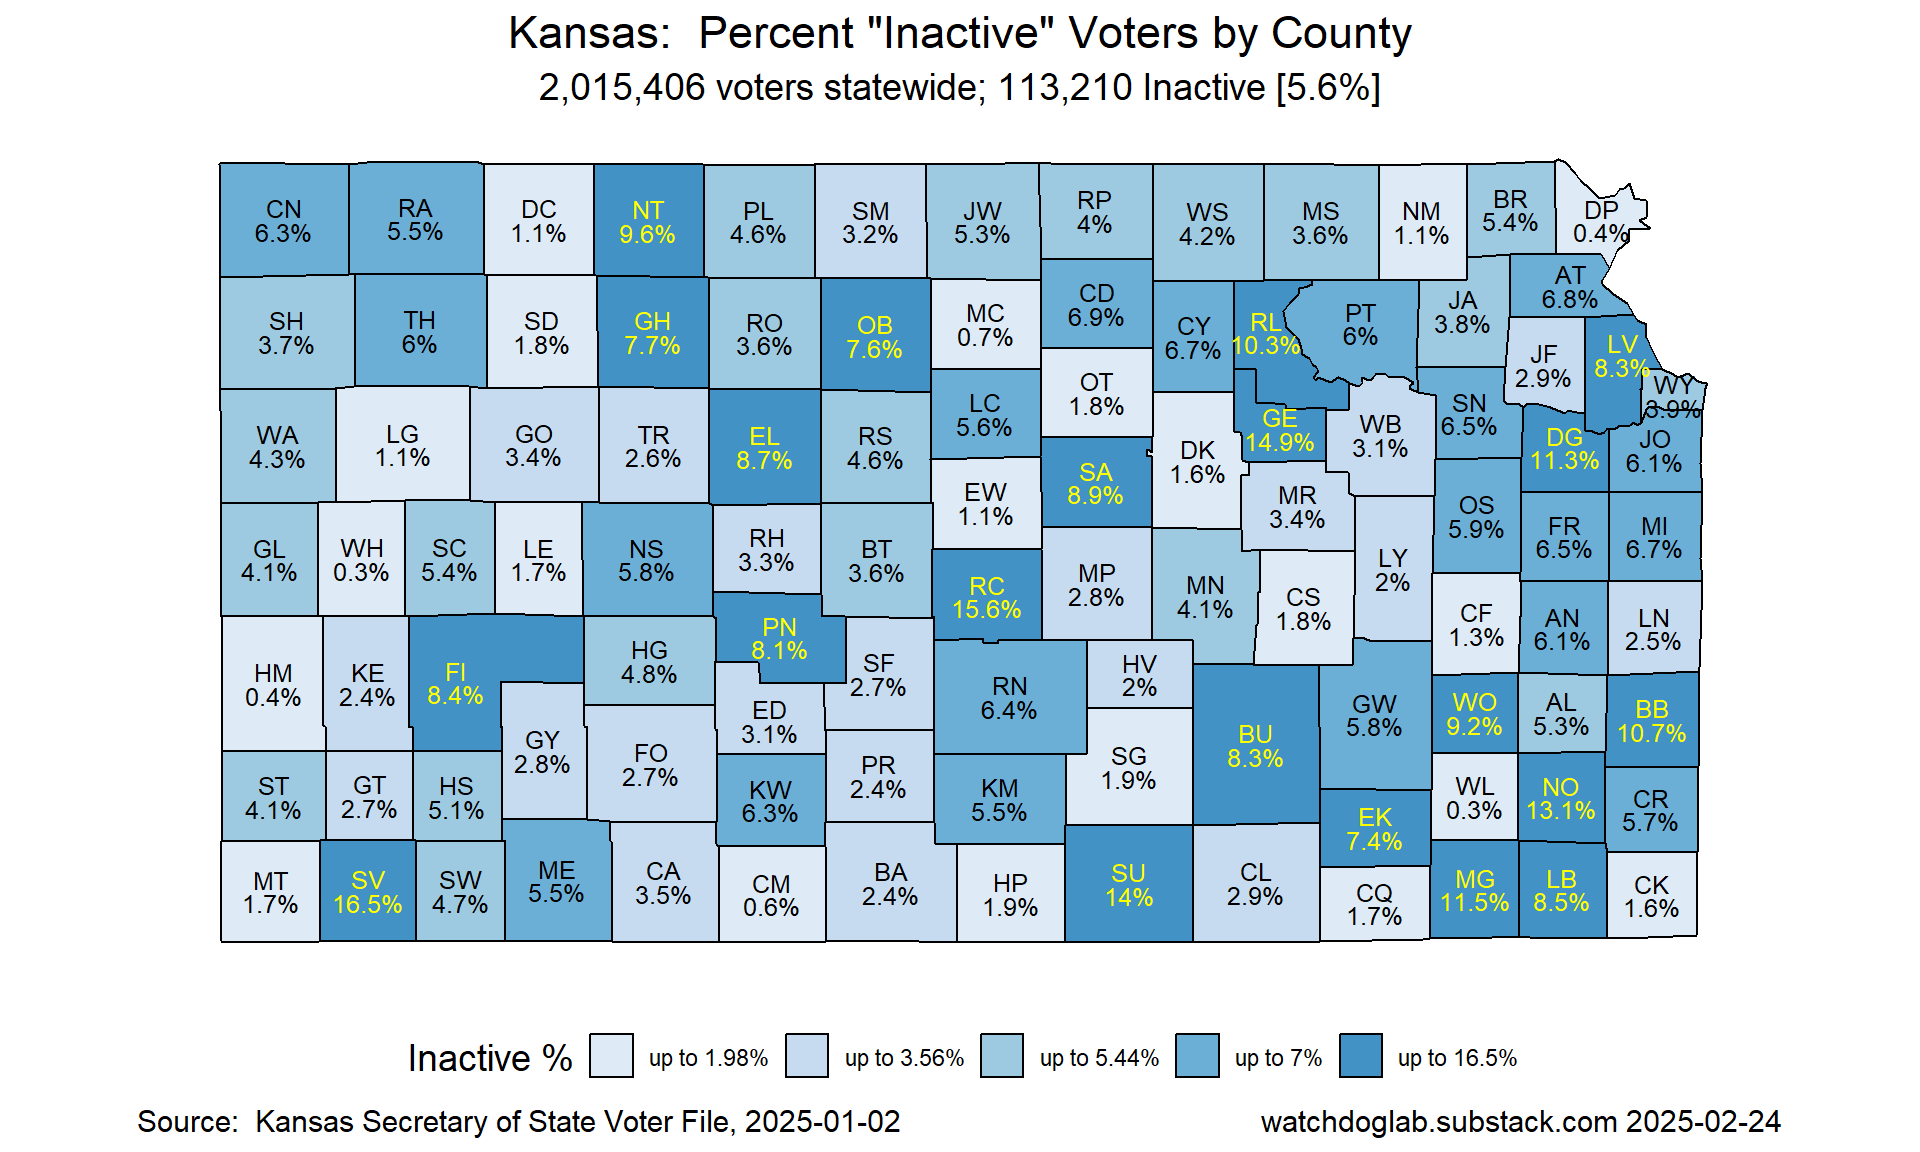 Kansas:  Percent "Inactive" Voters by County
2,015,406 voters statewide; 113,210 Inactive [5.6%]
CN
6.3%
RA
5.5%
DC
1.1%
NT
9.6%
PL
4.6%
SM
3.2%
JW
5.3%
RP
4%
WS
4.2%
MS
3.6%
NM
1.1%
BR
5.4%
DP
0.4%
SH
3.7%
TH
6%
SD
1.8%
GH
7.7%
RO
3.6%
OB
7.6%
MC
0.7%
CD
6.9%
CY
6.7%
RL
10.3%
PT
6%
JA
3.8%
AT
6.8%
JF
2.9%
LV
8.3%
WY
3.9%
WA
4.3%
LG
1.1%
GO
3.4%
TR
2.6%
EL
8.7%
RS
4.6%
LC
5.6%
OT
1.8%
DK
1.6%
GE
14.9%
WB
3.1%
SN
6.5%
DG
11.3%
JO
6.1%
EW
1.1%
SA
8.9%
MR
3.4%
OS
5.9%
FR
6.5%
MI
6.7%
GL
4.1%
WH
0.3%
SC
5.4%
LE
1.7%
NS
5.8%
RH
3.3%
BT
3.6%
RC
15.6%
MP
2.8%
MN
4.1%
CS
1.8%
LY
2%
CF
1.3%
AN
6.1%
LN
2.5%
HM
0.4%
KE
2.4%
FI
8.4%
HG
4.8%
PN
8.1%
SF
2.7%
RN
6.4%
HV
2%
BU
8.3%
GW
5.8%
WO
9.2%
AL
5.3%
BB
10.7%
GY
2.8%
FO
2.7%
ED
3.1%
PR
2.4%
SG
1.9%
ST
4.1%
GT
2.7%
HS
5.1%
KW
6.3%
KM
5.5%
EK
7.4%
WL
0.3%
NO
13.1%
CR
5.7%
MT
1.7%
SV
16.5%
SW
4.7%
ME
5.5%
CA
3.5%
CM
0.6%
BA
2.4%
HP
1.9%
SU
14%
CL
2.9%
CQ
1.7%
MG
11.5%
LB
8.5%
CK
1.6%
Inactive %  up to 1.98%  up to 3.56%  up to 5.44%  up to 7%  up to 16.5%
Source:  Kansas Secretary of State Voter File, 2025-01-02
watchdoglab.substack.com 2025-02-24